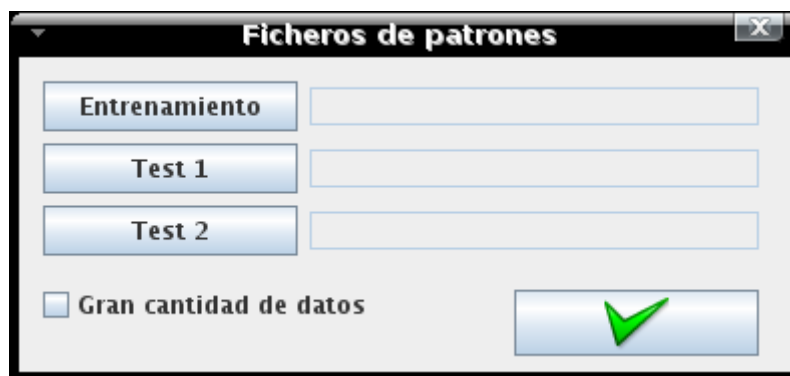 Ficheros de patrones
Entrenamiento
Test 1
Test 2
Gran cantidad de datos